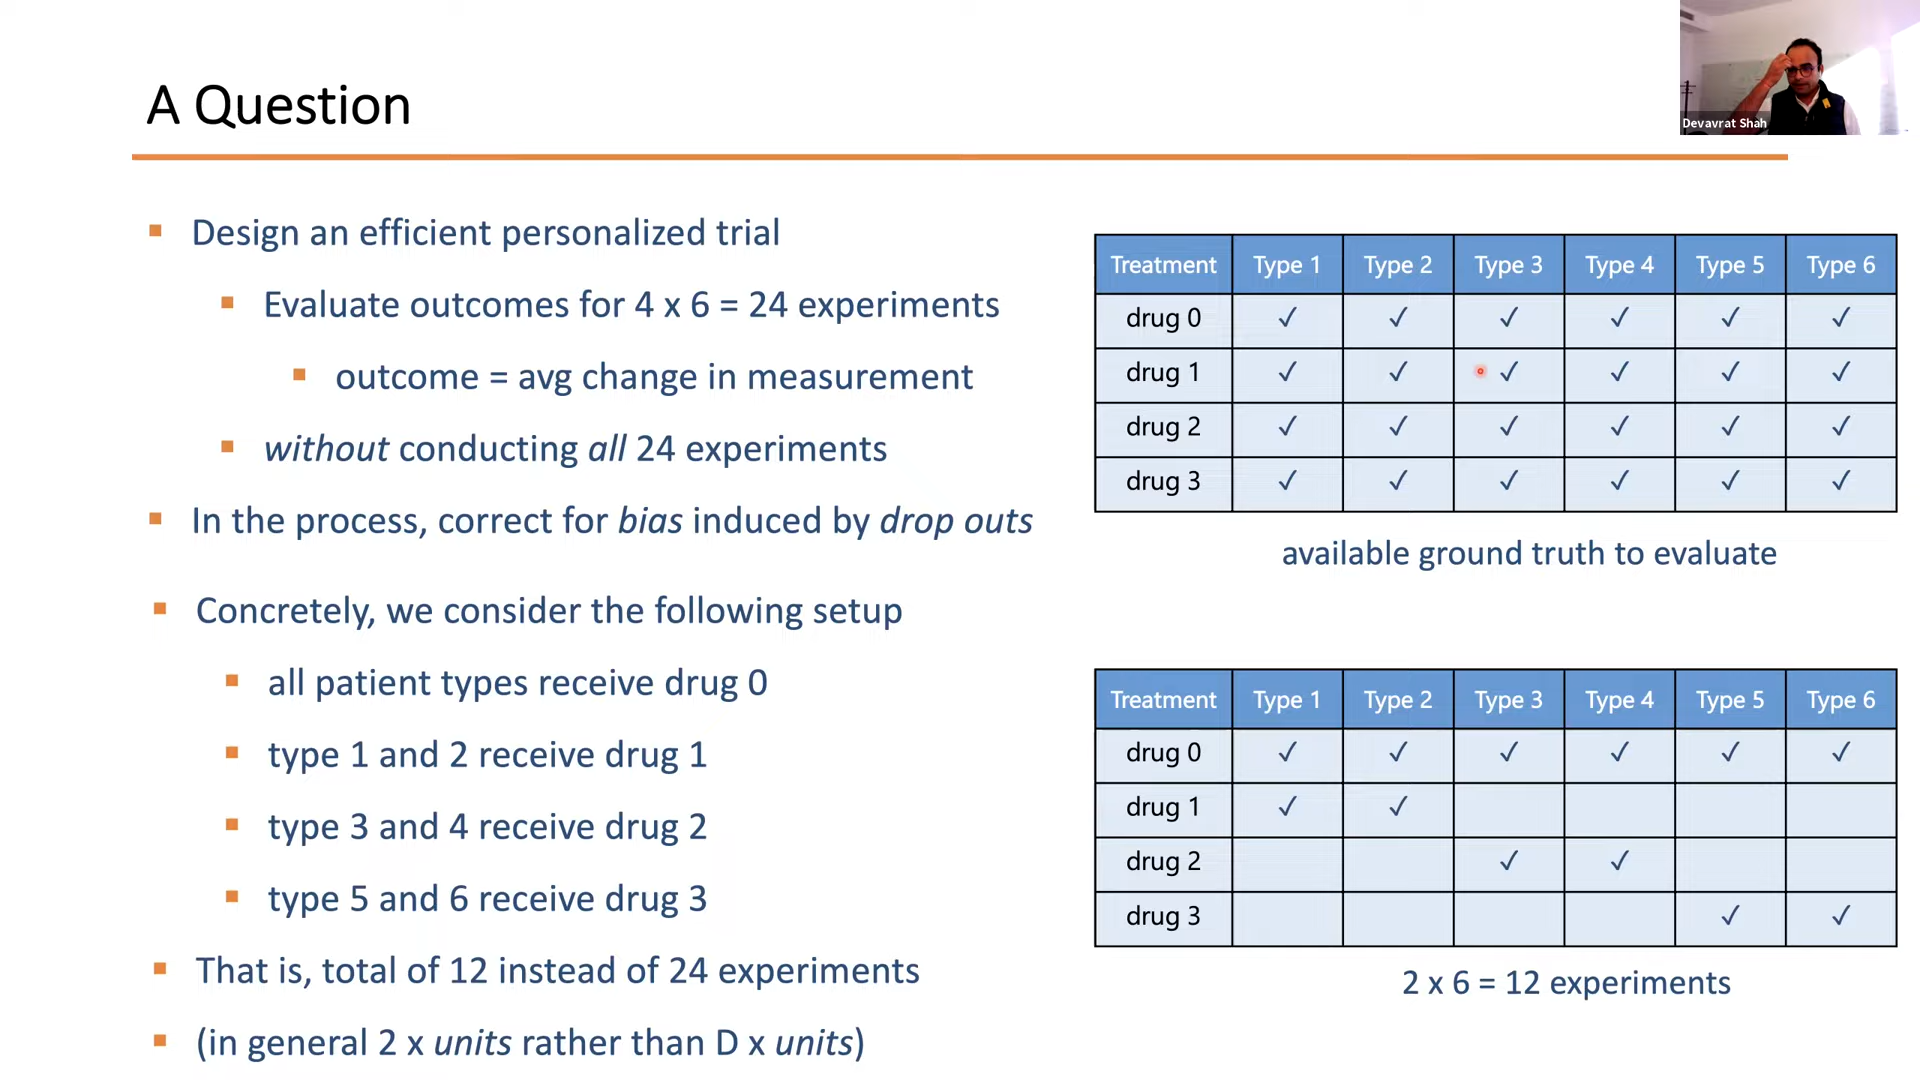 A Question
Devavrat Shah
Design an efficient personalized trial
Evaluate outcomes for 4 x 6 = 24 experiments
outcome = avg change in measurement
without conducting all 24 experiments
In the process, correct for bias induced by drop outs
Concretely, we consider the following setup
all patient types receive drug 0
type 1 and 2 receive drug 1
type 3 and 4 receive drug 2
type 5 and 6 receive drug 3
That is, total of 12 instead of 24 experiments
(in general 2 x units rather than D x units)
Treatment Type 1 Type 2 Type 3 Type 4 Type 5 Type 6
drug 0 ✓ ✓ ✓ ✓ ✓ ✓
drug 1 ✓ ✓ ✓ ✓ ✓ ✓
drug 2 ✓ ✓ ✓ ✓ ✓ ✓
drug 3 ✓ ✓ ✓ ✓ ✓ ✓
available ground truth to evaluate
Treatment Type 1 Type 2 Type 3 Type 4 Type 5 Type 6
drug 0 ✓ ✓ ✓ ✓ ✓ ✓
drug 1 ✓ ✓
drug 2 ✓ ✓
drug 3 ✓ ✓
2 x 6 = 12 experiments